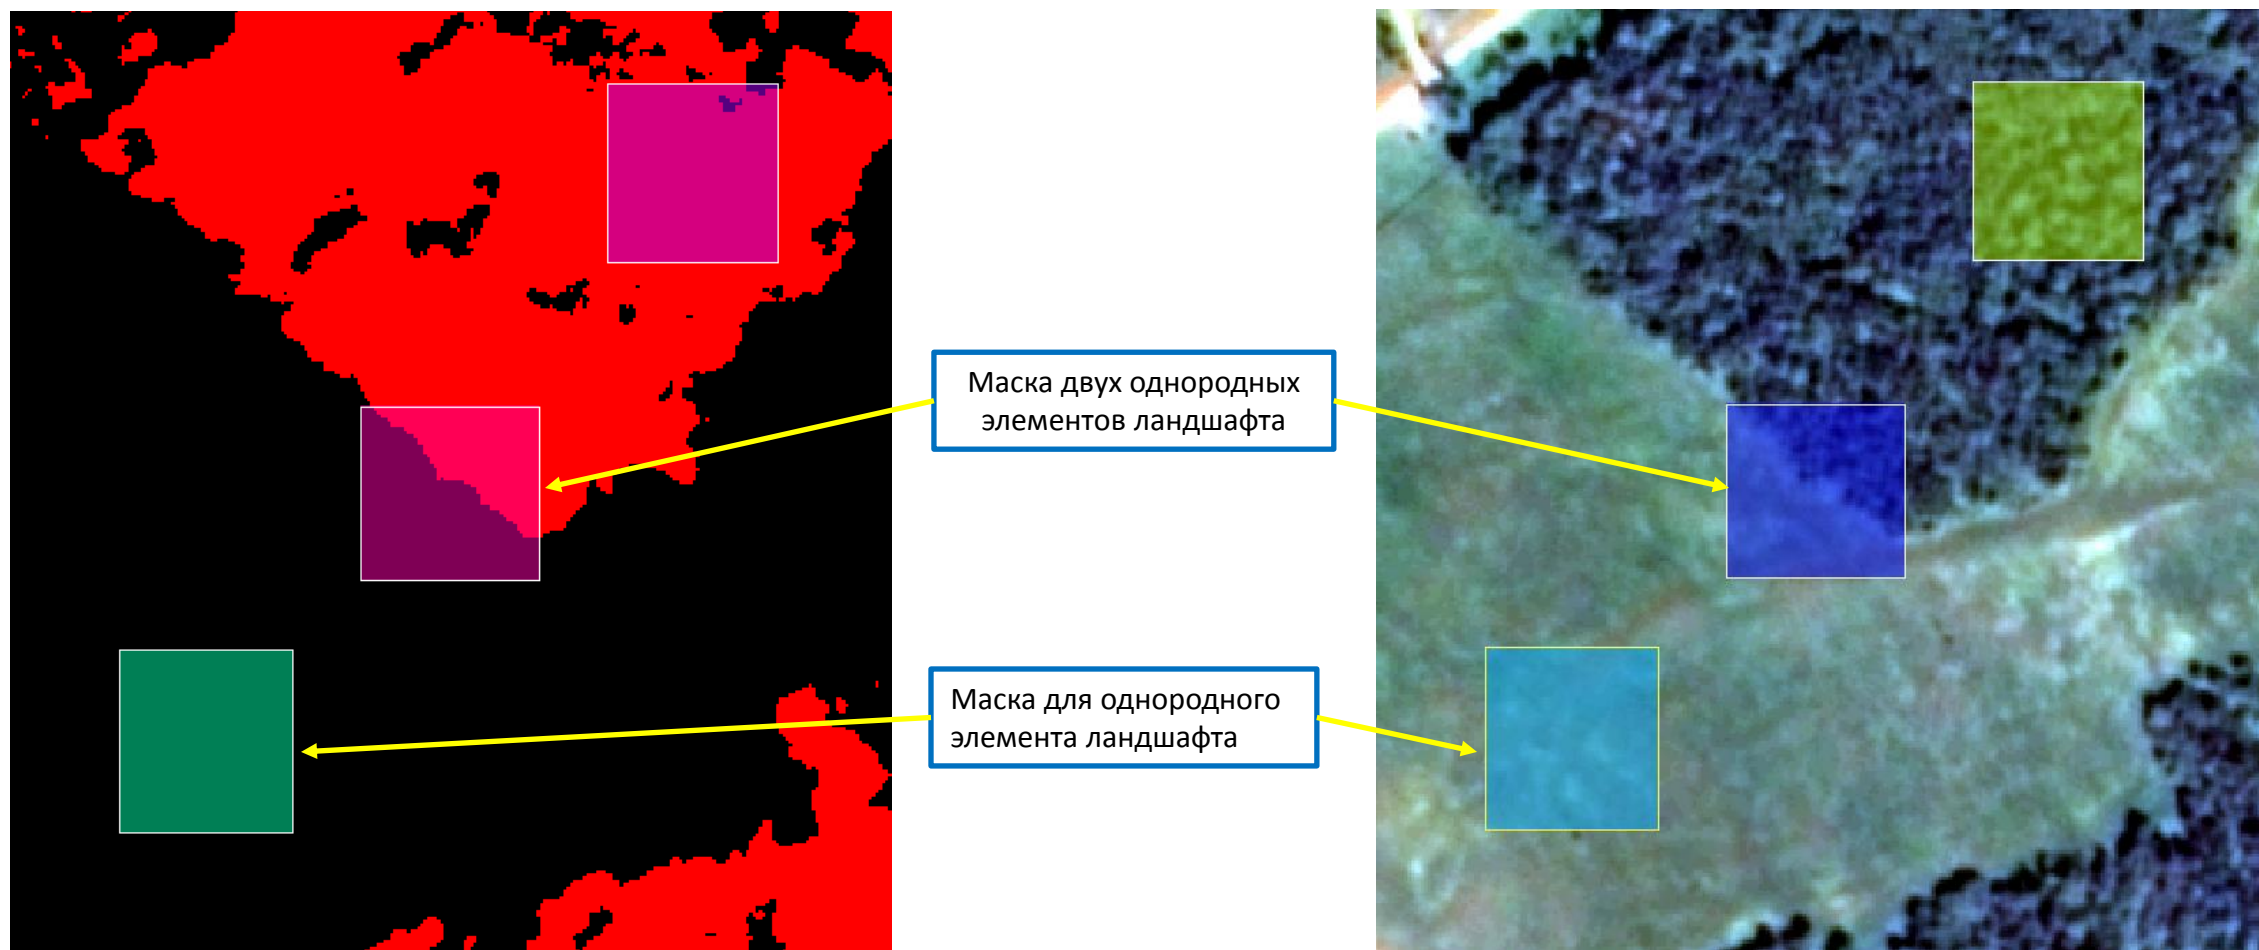 Маска двух однородных
элементов ландшафта
Маска для однородного
элемента ландшафта